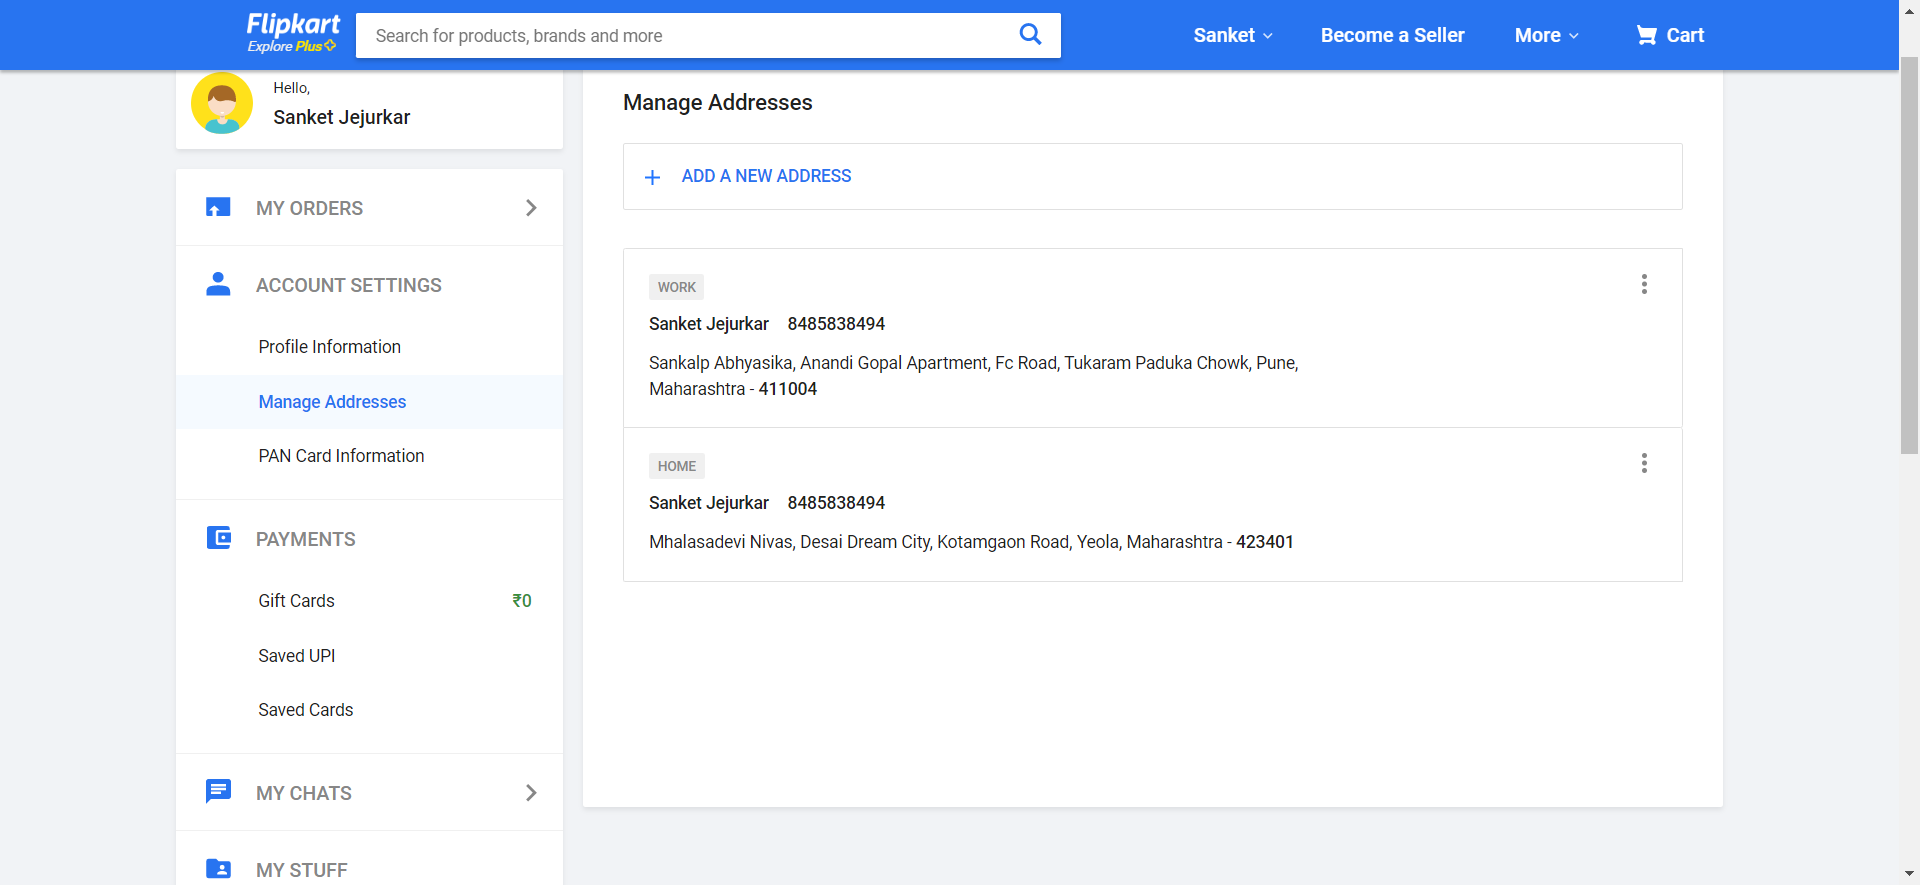 Flipkart
Explore Plus
Search for products, brands and more
Sanket
Become a Seller
More
Cart
Hello,
Sanket Jejurkar
MY ORDERS
ACCOUNT SETTINGS
Profile Information
Manage Addresses
PAN Card Information
PAYMENTS
Gift Cards ₹0
Saved UPI
Saved Cards
MY CHATS
MY STUFF
Manage Addresses
ADD A NEW ADDRESS
WORK
Sanket Jejurkar 8485838494
Sankalp Abhyasika, Anandi Gopal Apartment, Fc Road, Tukaram Paduka Chowk, Pune,
Maharashtra - 411004
HOME
Sanket Jejurkar 8485838494
Mhalasadevi Nivas, Desai Dream City, Kotamgaon Road, Yeola, Maharashtra - 423401